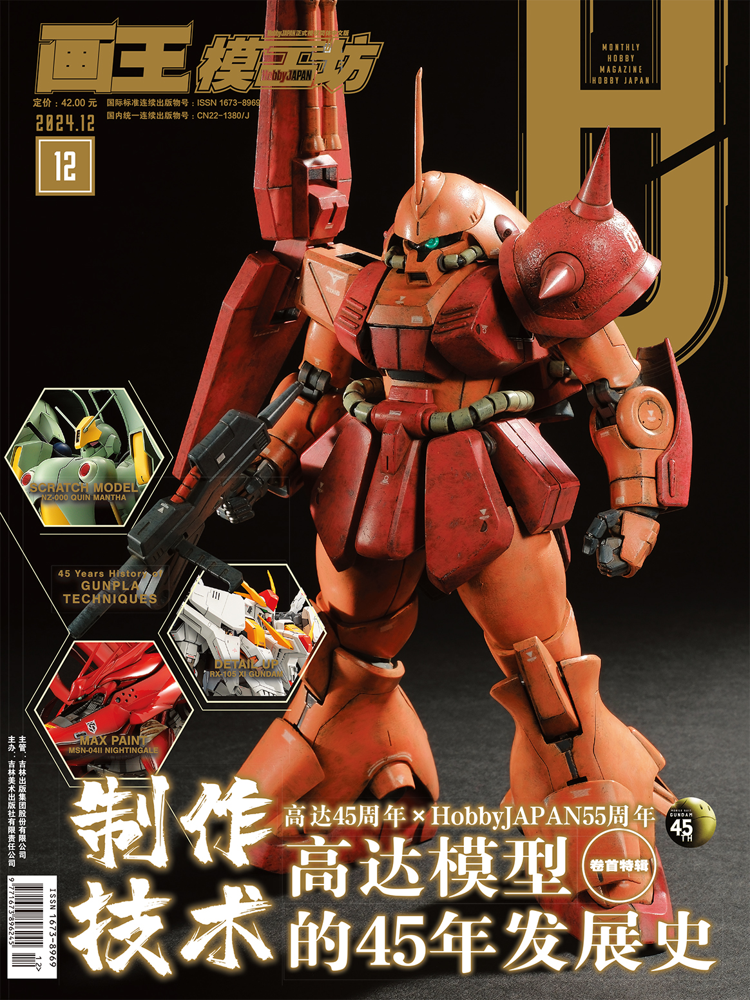 HobbyJAPAN正式授权简体中文版
画王 模工坊
HobbyJAPAN
定价：42.00 元
国际标准连续出版物号：ISSN 1673-8969
国内统一连续出版物号：CN22-1380/J
2024.12
12
MONTHLY
HOBBY
MAGAZINE
HOBBY JAPAN
HJ
TITANS
SCRATCH MODEL
NZ-000 QUIN MANTHA
45 Years History of
GUNPLA
TECHNIQUES
DETAIL UP
RX-105 XI GUNDAM
MAX PAINT
MSN-04II NIGHTINGALE
主管：吉林出版集团股份有限公司
主办：吉林美术出版社有限责任公司
制作
技术
高达45周年×HobbyJAPAN55周年
高达模型
卷首特辑
的45年发展史
MOBILE SUIT
GUNDAM
45
TH
ISSN 1673-8969
9 771673 896245
12>